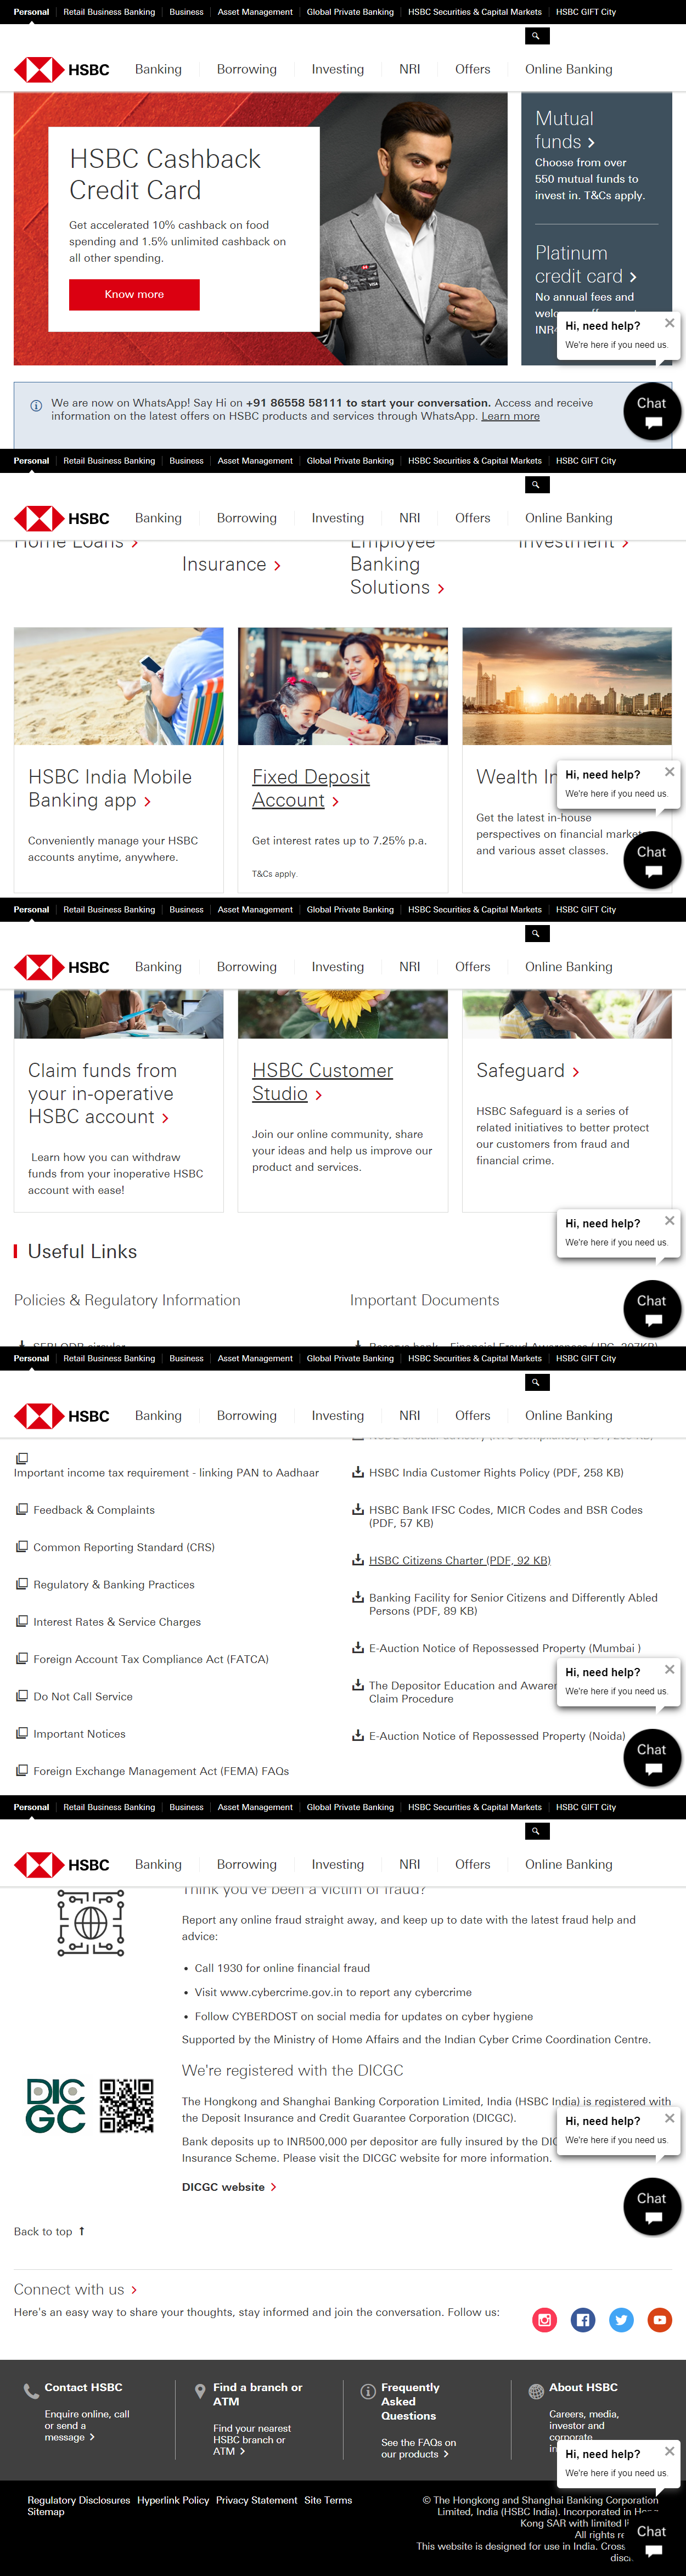 Personal Retail Business Banking Business Asset Management Global Private Banking HSBC Securities & Capital Markets HSBC GIFT City
HSBC Banking Borrowing Investing NRI Offers Online Banking
HSBC Cashback
Credit Card
Get accelerated 10% cashback on food
spending and 1.5% unlimited cashback on
all other spending.
Know more
Mutual
funds
Choose from over
550 mutual funds to
invest in. T&Cs apply.
Platinum
credit card
No annual fees and
INR
Hi, need help?
We're here if you need us.
Chat
We are now on WhatsApp! Say Hi on +91 86558 58111 to start your conversation. Access and receive
information on the latest offers on HSBC products and services through WhatsApp. Learn more
Personal Retail Business Banking Business Asset Management Global Private Banking HSBC Securities & Capital Markets HSBC GIFT City
HSBC Banking Borrowing Investing NRI Offers Online Banking
Home Loans
Insurance
Employee
Banking
Solutions
Investment
HSBC India Mobile
Banking app
Conveniently manage your HSBC
accounts anytime, anywhere.
Fixed Deposit
Account
Get interest rates up to 7.25% p.a.
T&Cs apply.
Wealth In
Get the latest in-house
perspectives on financial market
and various asset classes.
Hi, need help?
We're here if you need us.
Chat
Personal Retail Business Banking Business Asset Management Global Private Banking HSBC Securities & Capital Markets HSBC GIFT City
HSBC Banking Borrowing Investing NRI Offers Online Banking
Claim funds from
your in-operative
HSBC account
Learn how you can withdraw
funds from your inoperative HSBC
account with ease!
HSBC Customer
Studio
Join our online community, share
your ideas and help us improve our
product and services.
Safeguard
HSBC Safeguard is a series of
related initiatives to better protect
our customers from fraud and
financial crime.
Hi, need help?
We're here if you need us.
Chat
Useful Links
Policies & Regulatory Information
Important Documents
Personal Retail Business Banking Business Asset Management Global Private Banking HSBC Securities & Capital Markets HSBC GIFT City
HSBC Banking Borrowing Investing NRI Offers Online Banking
Important income tax requirement - linking PAN to Aadhaar
Feedback & Complaints
Common Reporting Standard (CRS)
Regulatory & Banking Practices
Interest Rates & Service Charges
Foreign Account Tax Compliance Act (FATCA)
Do Not Call Service
Important Notices
Foreign Exchange Management Act (FEMA) FAQs
HSBC India Customer Rights Policy (PDF, 258 KB)
HSBC Bank IFSC Codes, MICR Codes and BSR Codes
(PDF, 57 KB)
HSBC Citizens Charter (PDF, 92 KB)
Banking Facility for Senior Citizens and Differently Abled
Persons (PDF, 89 KB)
E-Auction Notice of Repossessed Property (Mumbai )
The Depositor Education and Awaren
Claim Procedure
E-Auction Notice of Repossessed Property (Noida)
Hi, need help?
We're here if you need us.
Chat
Personal Retail Business Banking Business Asset Management Global Private Banking HSBC Securities & Capital Markets HSBC GIFT City
HSBC Banking Borrowing Investing NRI Offers Online Banking
Think you've been a victim of fraud?
Report any online fraud straight away, and keep up to date with the latest fraud help and
advice:
Call 1930 for online financial fraud
Visit www.cybercrime.gov.in to report any cybercrime
Follow CYBERDOST on social media for updates on cyber hygiene
Supported by the Ministry of Home Affairs and the Indian Cyber Crime Coordination Centre.
DICGC
We're registered with the DICGC
The Hongkong and Shanghai Banking Corporation Limited, India (HSBC India) is registered with
the Deposit Insurance and Credit Guarantee Corporation (DICGC).
Bank deposits up to INR500,000 per depositor are fully insured by the DIC
Insurance Scheme. Please visit the DICGC website for more information.
DICGC website
Hi, need help?
We're here if you need us.
Chat
Back to top
Connect with us
Here's an easy way to share your thoughts, stay informed and join the conversation. Follow us:
Contact HSBC
Enquire online, call
or send a
message
Find a branch or
ATM
Find your nearest
HSBC branch or
ATM
Frequently
Asked
Questions
See the FAQs on
our products
About HSBC
Careers, media,
investor and
corporate
Hi, need help?
We're here if you need us.
Chat
Regulatory Disclosures Hyperlink Policy Privacy Statement Site Terms
Sitemap
© The Hongkong and Shanghai Banking Corporation
Limited, India (HSBC India). Incorporated in Hong
Kong SAR with limited
All rights re
This website is designed for use in India. Cross